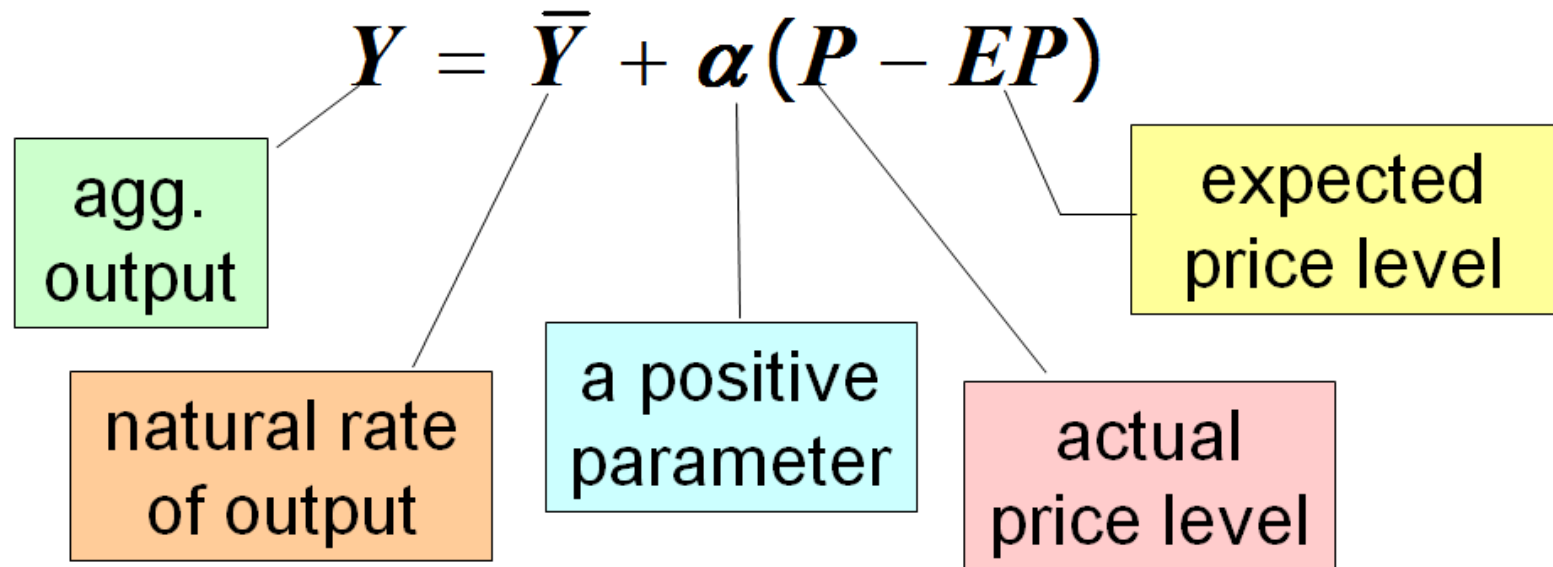 Y = Y̅ + α(P − EP)
agg.
output
expected
price level
natural rate
of output
a positive
parameter
actual
price level